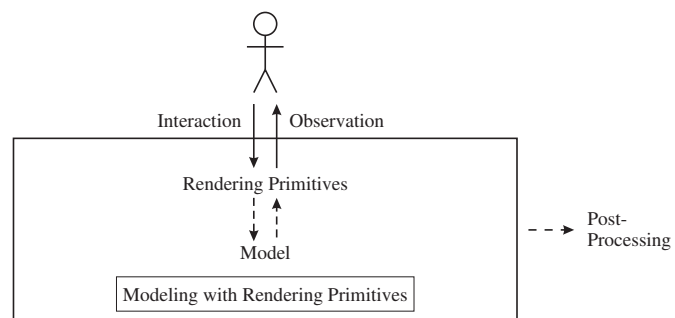 Interaction
Observation
Rendering Primitives
Model
Post-
Processing
Modeling with Rendering Primitives